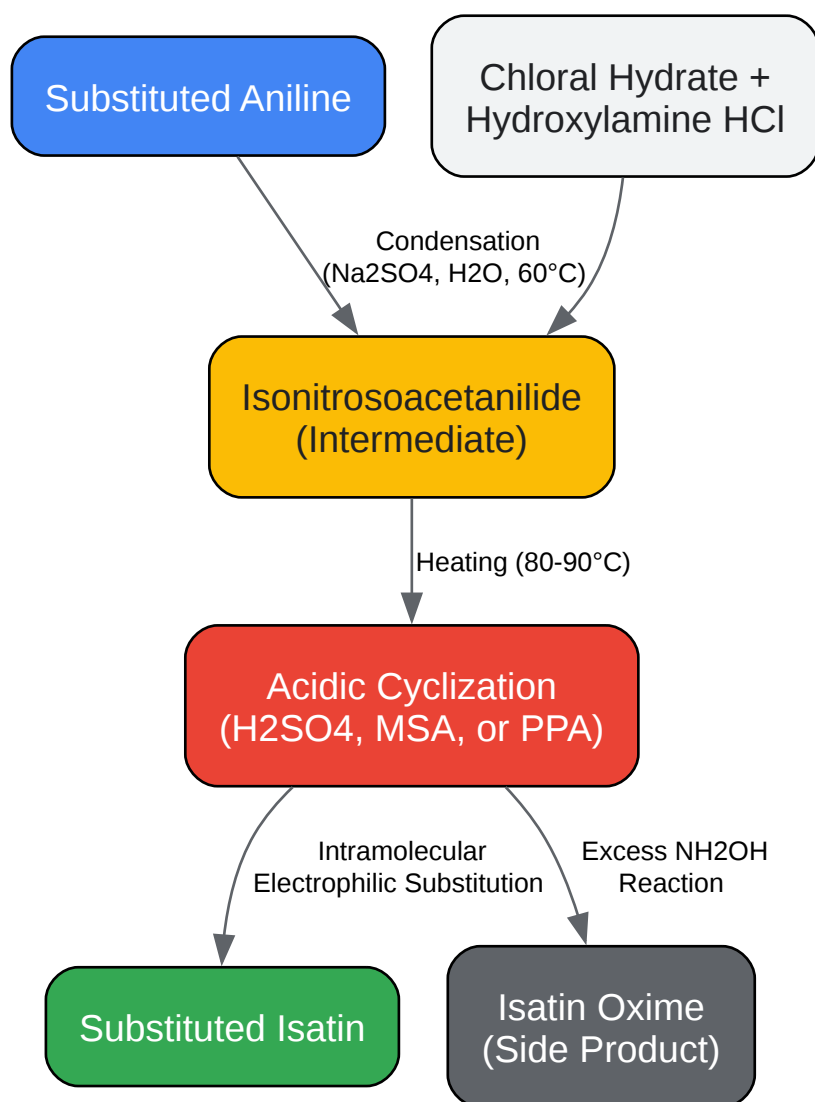 Substituted Aniline
Chloral Hydrate +
Hydroxylamine HCl
Condensation
(Na2SO4, H2O, 60°C)
Isonitrosoacetanilide
(Intermediate)
Heating (80-90°C)
Acidic Cyclization
(H2SO4, MSA, or PPA)
Intramolecular
Electrophilic Substitution
Excess NH2OH
Reaction
Substituted Isatin
Isatin Oxime
(Side Product)